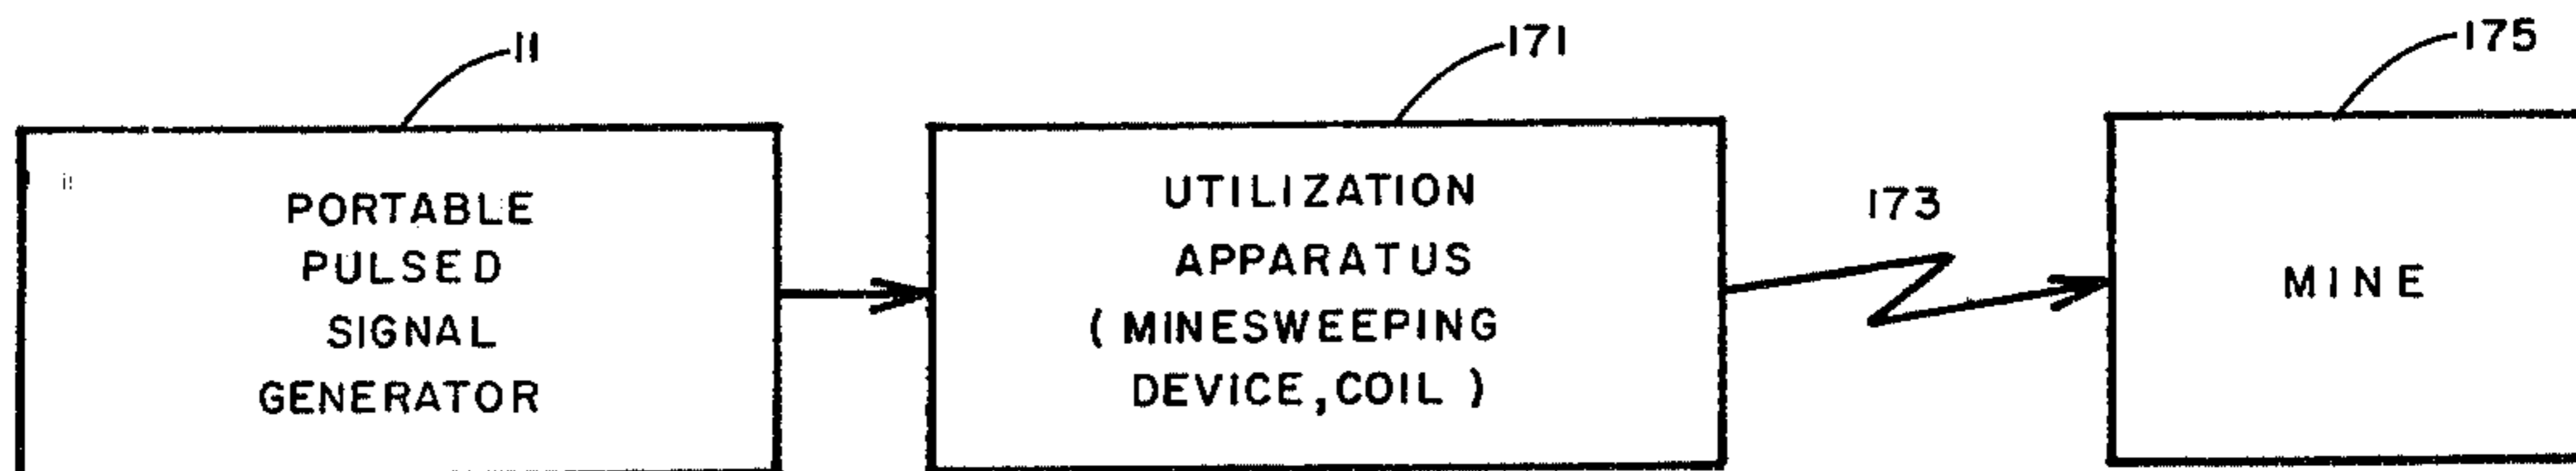 11
171
175
PORTABLE
PULSED
SIGNAL
GENERATOR
UTILIZATION
APPARATUS
( MINESWEEPING
DEVICE, COIL )
173
MINE